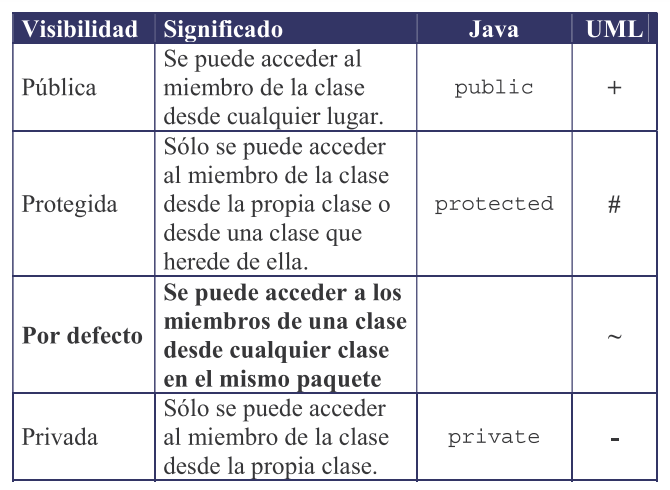 Visibilidad Significado Java UML
Se puede acceder al
Pública miembro de la clase public +
desde cualquier lugar.
Sólo se puede acceder
al miembro de la clase
Protegida desde la propia clase o protected #
desde una clase que
herede de ella.
Se puede acceder a los
miembros de una clase
Por defecto desde cualquier clase ~
en el mismo paquete
Sólo se puede acceder
Privada al miembro de la clase private -
desde la propia clase.